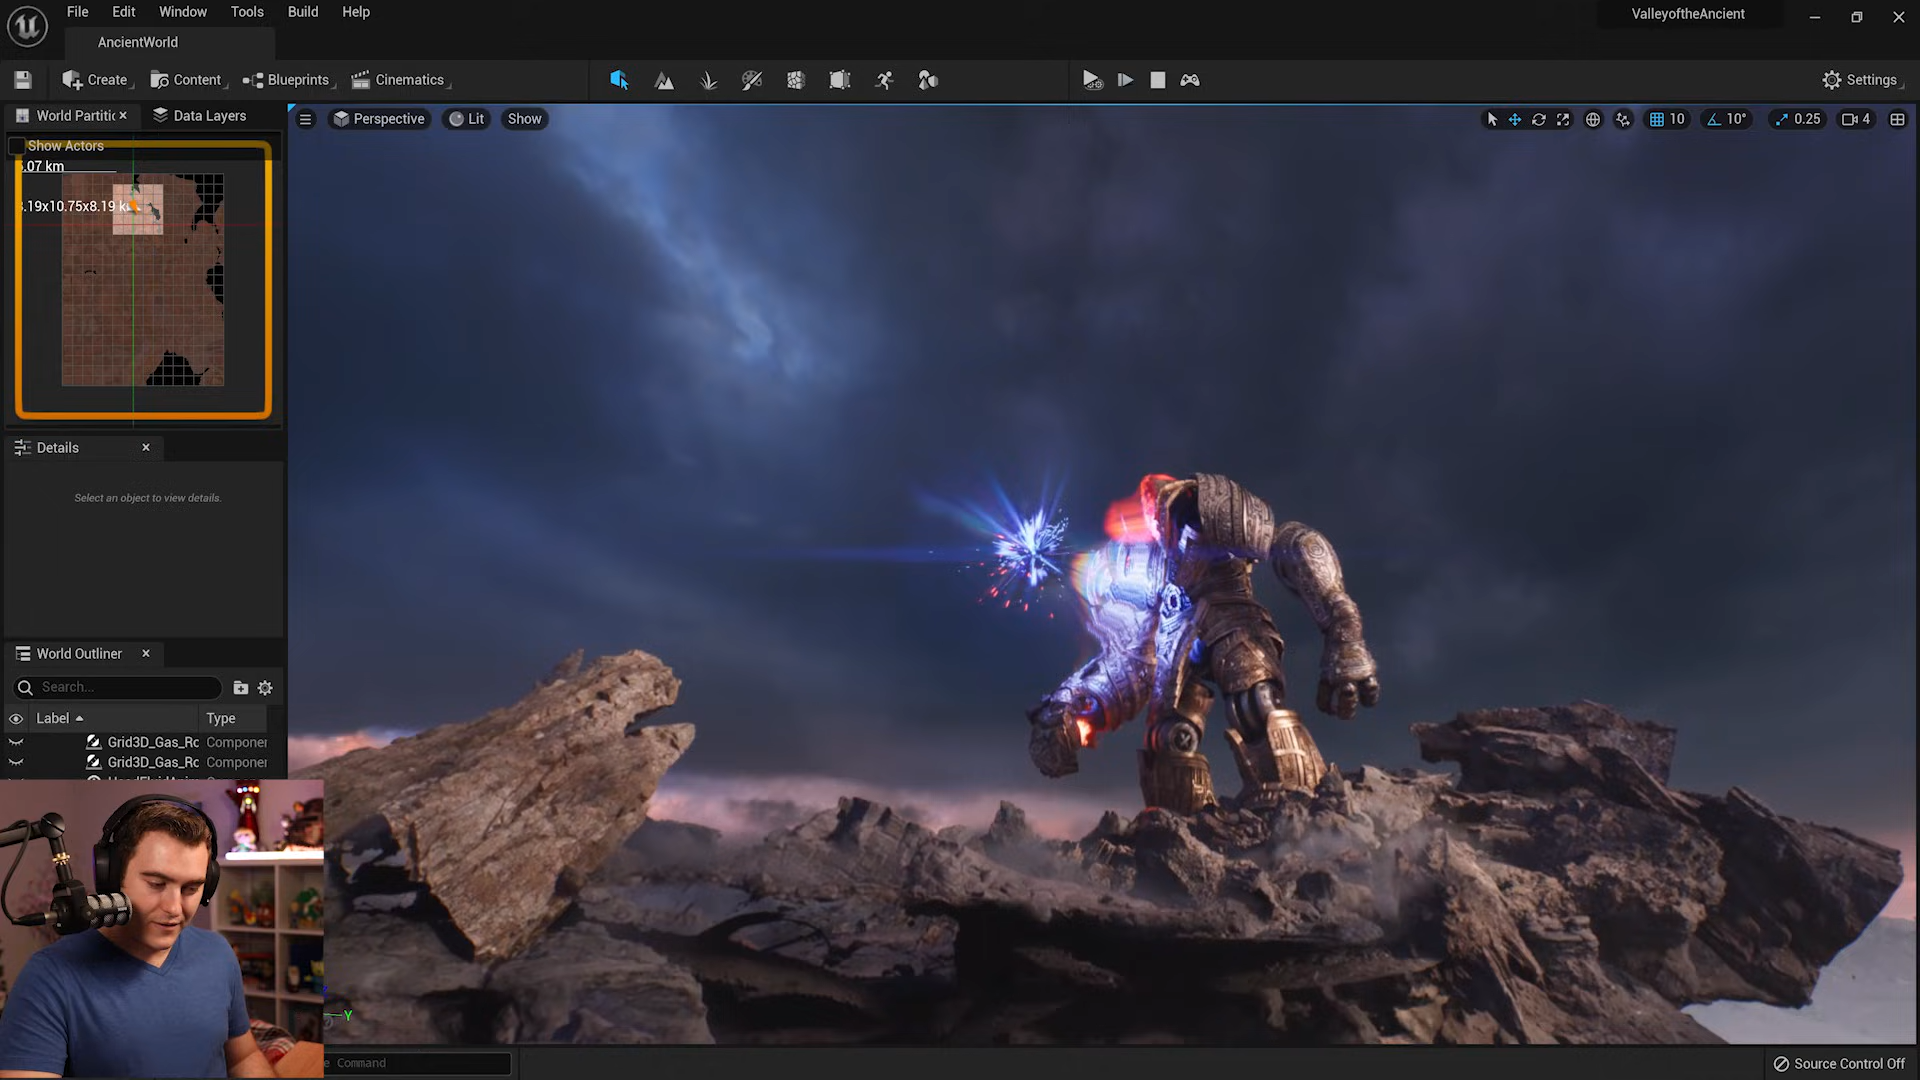 File Edit Window Tools Build Help
ValleyoftheAncient
AncientWorld
Create Content Blueprints Cinematics
Settings
World Partitic Data Layers
Perspective Lit Show
10 10° 0.25 4
Show Actors
.07 km
.19x10.75x8.19 k
Details
Select an object to view details.
World Outliner
Search...
Label Type
Grid3D_Gas_Rc Componer
Grid3D_Gas_Rc Componer
Y
Command
Source Control Off